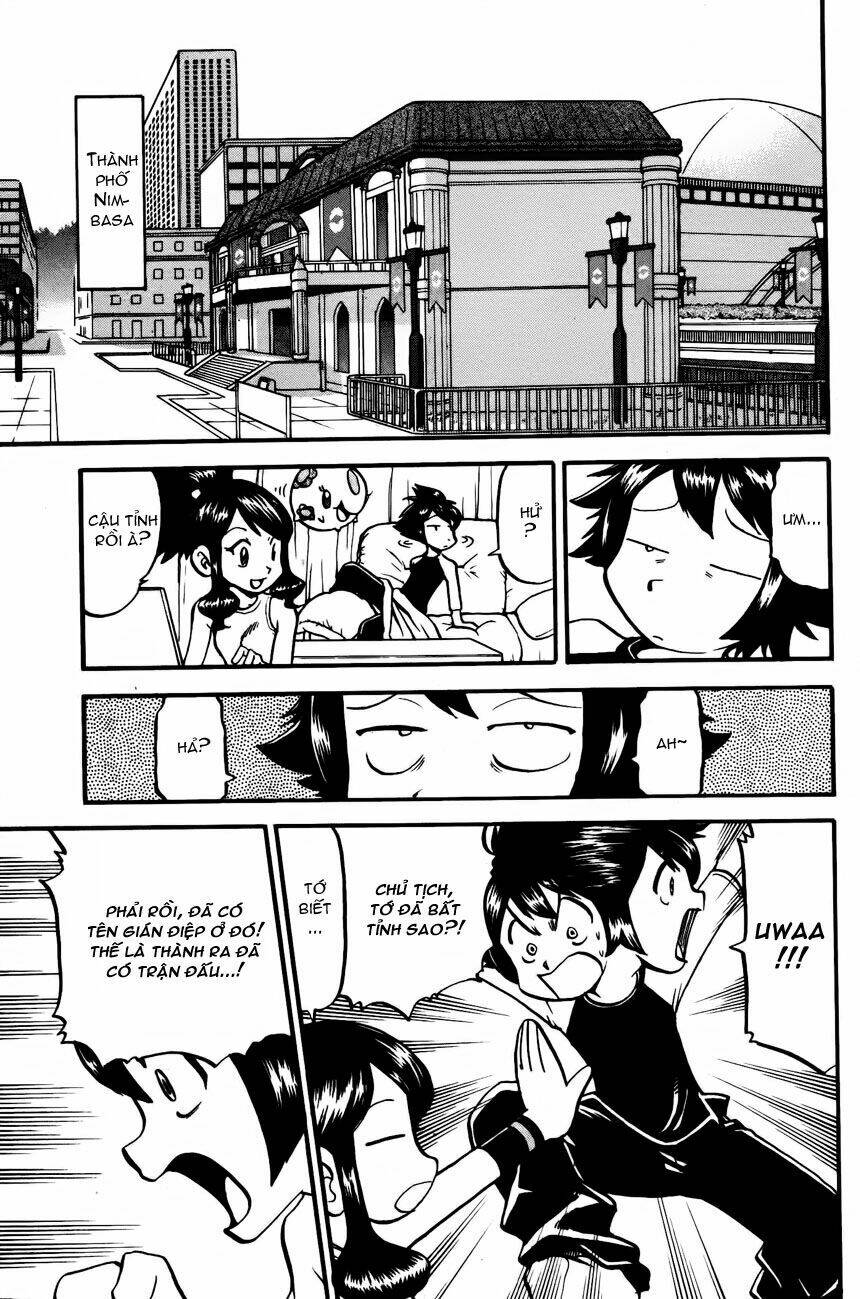 THÀNH
PHỐ
NIM-
BASA
ƯM...
HỬ
?
CẬU TỈNH
RỒI À?
AH~
HẢ?
UWAA
!!!
CHỦ TỊCH,
TỚ ĐÃ BẤT
TỈNH SAO?!
TỚ
BIẾT
...
PHẢI RỒI, ĐÃ CÓ
TÊN GIÁN ĐIỆP Ở ĐÓ!
THẾ LÀ THÀNH RA ĐÃ
CÓ TRẬN ĐẤU...!